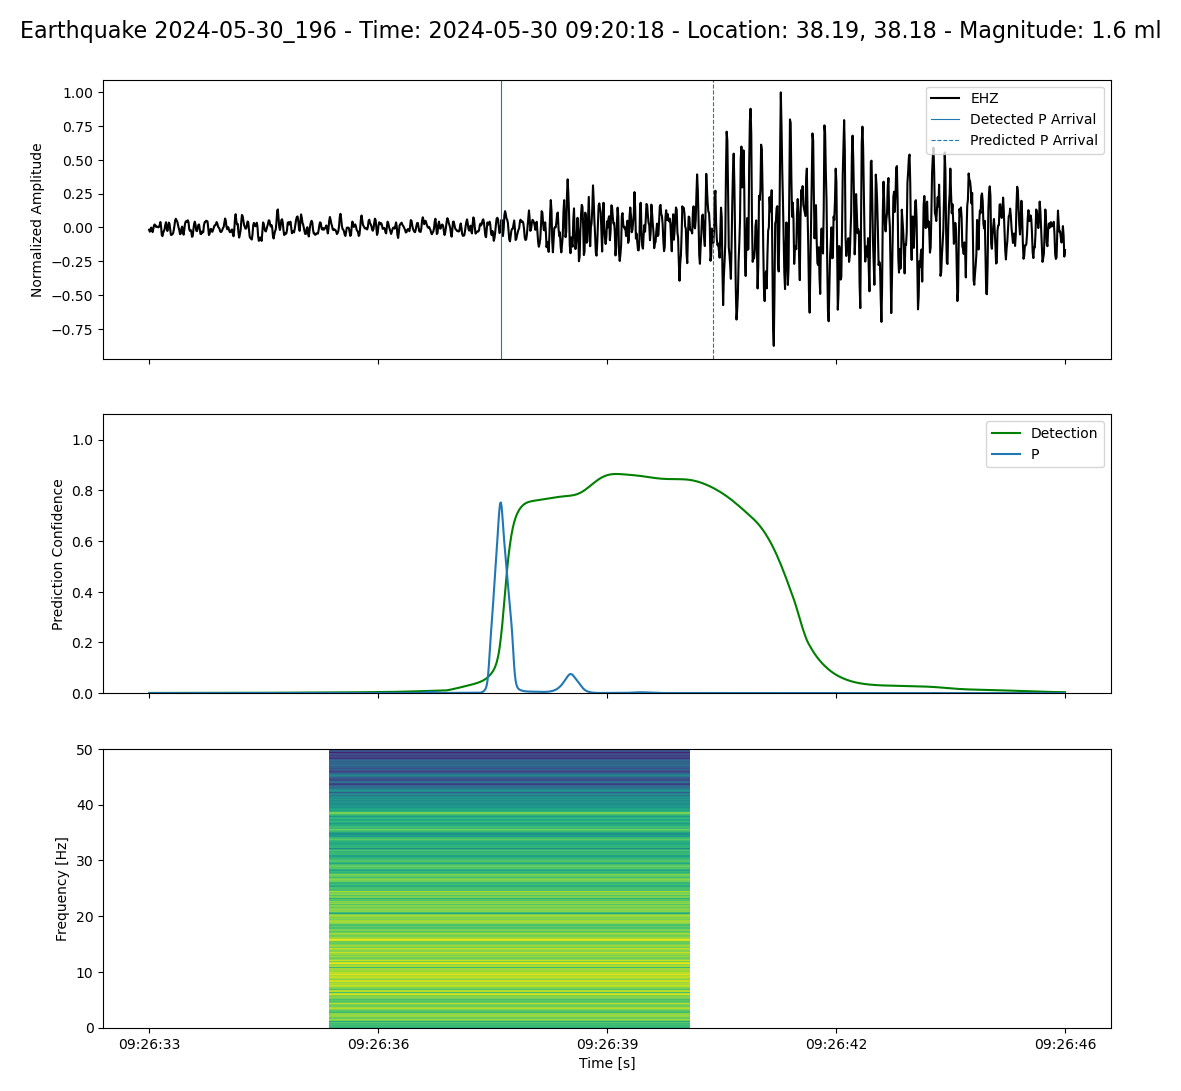 Earthquake 2024-05-30_196 - Time: 2024-05-30 09:20:18 - Location: 38.19, 38.18 - Magnitude: 1.6 ml
Normalized Amplitude
1.00
0.75
0.50
0.25
0.00
−0.25
−0.50
−0.75
EHZ
Detected P Arrival
Predicted P Arrival
Prediction Confidence
1.0
0.8
0.6
0.4
0.2
0.0
Detection
P
Frequency [Hz]
50
40
30
20
10
0
09:26:33
09:26:36
09:26:39
09:26:42
09:26:46
Time [s]